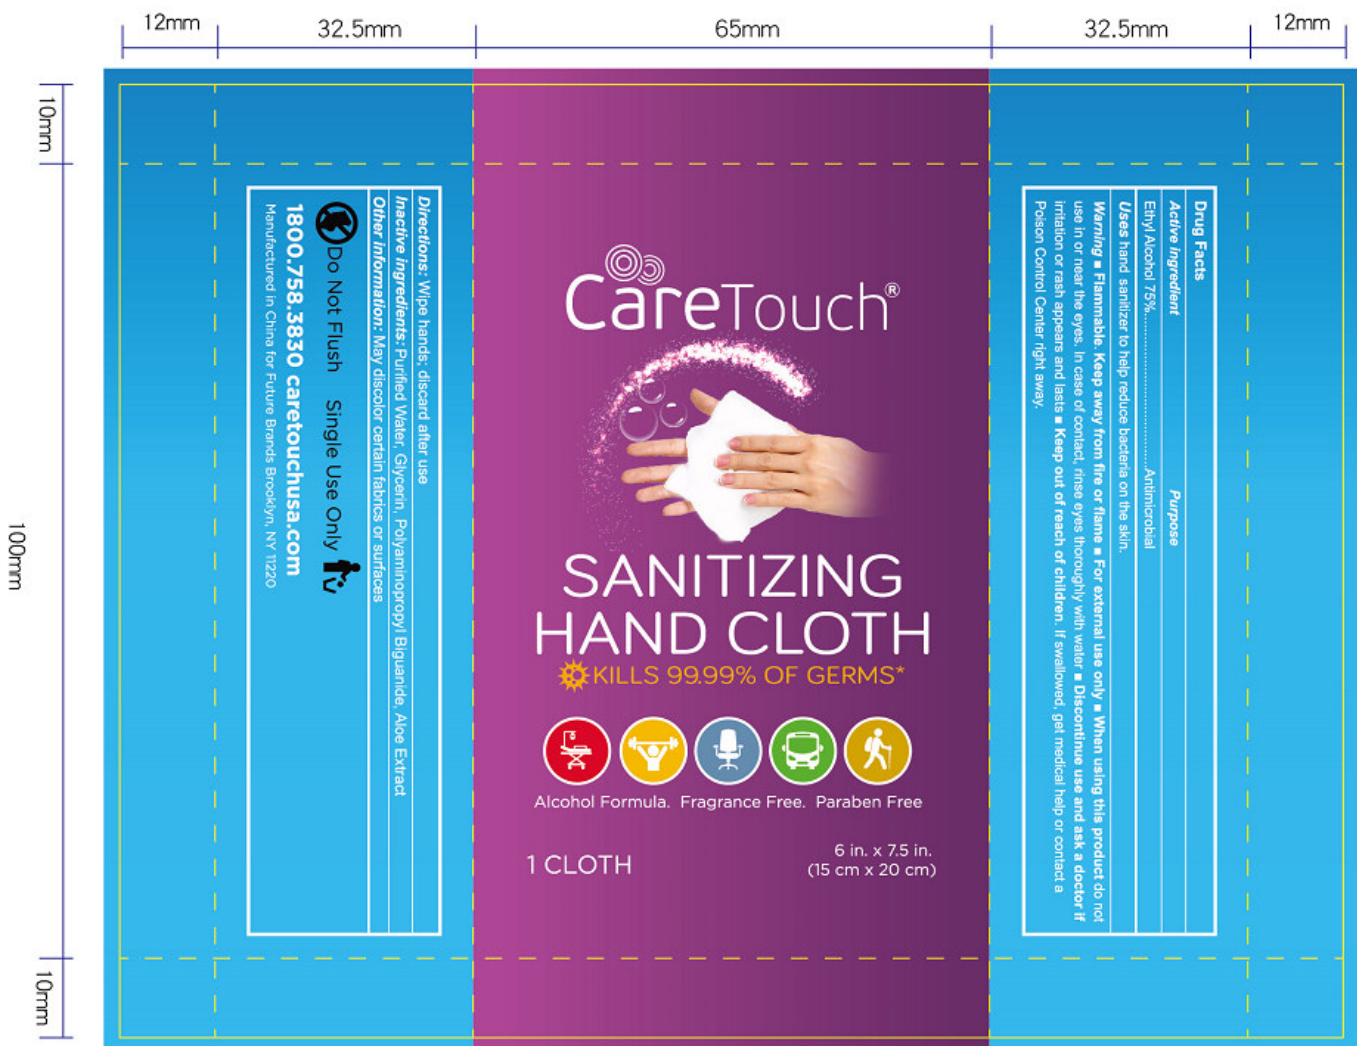 12mm
32.5mm
65mm
32.5mm
12mm
10mm
100mm
10mm
Directions: Wipe hands; discard after use
Inactive ingredients: Purified Water, Glycerin, Polyaminopropyl Biguanide, Aloe Extract
Other information: May discolor certain fabrics or surfaces
Do Not Flush Single Use Only
1800.758.3830 caretouchusa.com
Manufactured in China for Future Brands Brooklyn, NY 11220
CareTouch®
SANITIZING
HAND CLOTH
KILLS 99.99% OF GERMS*
Alcohol Formula. Fragrance Free. Paraben Free
1 CLOTH
6 in. x 7.5 in.
(15 cm x 20 cm)
Drug Facts
Active ingredient Purpose
Ethyl Alcohol 75%........................................Antimicrobial
Uses hand sanitizer to help reduce bacteria on the skin.
Warning ■ Flammable. Keep away from fire or flame ■ For external use only ■ When using this product do not
use in or near the eyes. In case of contact, rinse eyes thoroughly with water ■ Discontinue use and ask a doctor if
irritation or rash appears and lasts ■ Keep out of reach of children. If swallowed, get medical help or contact a
Poison Control Center right away.